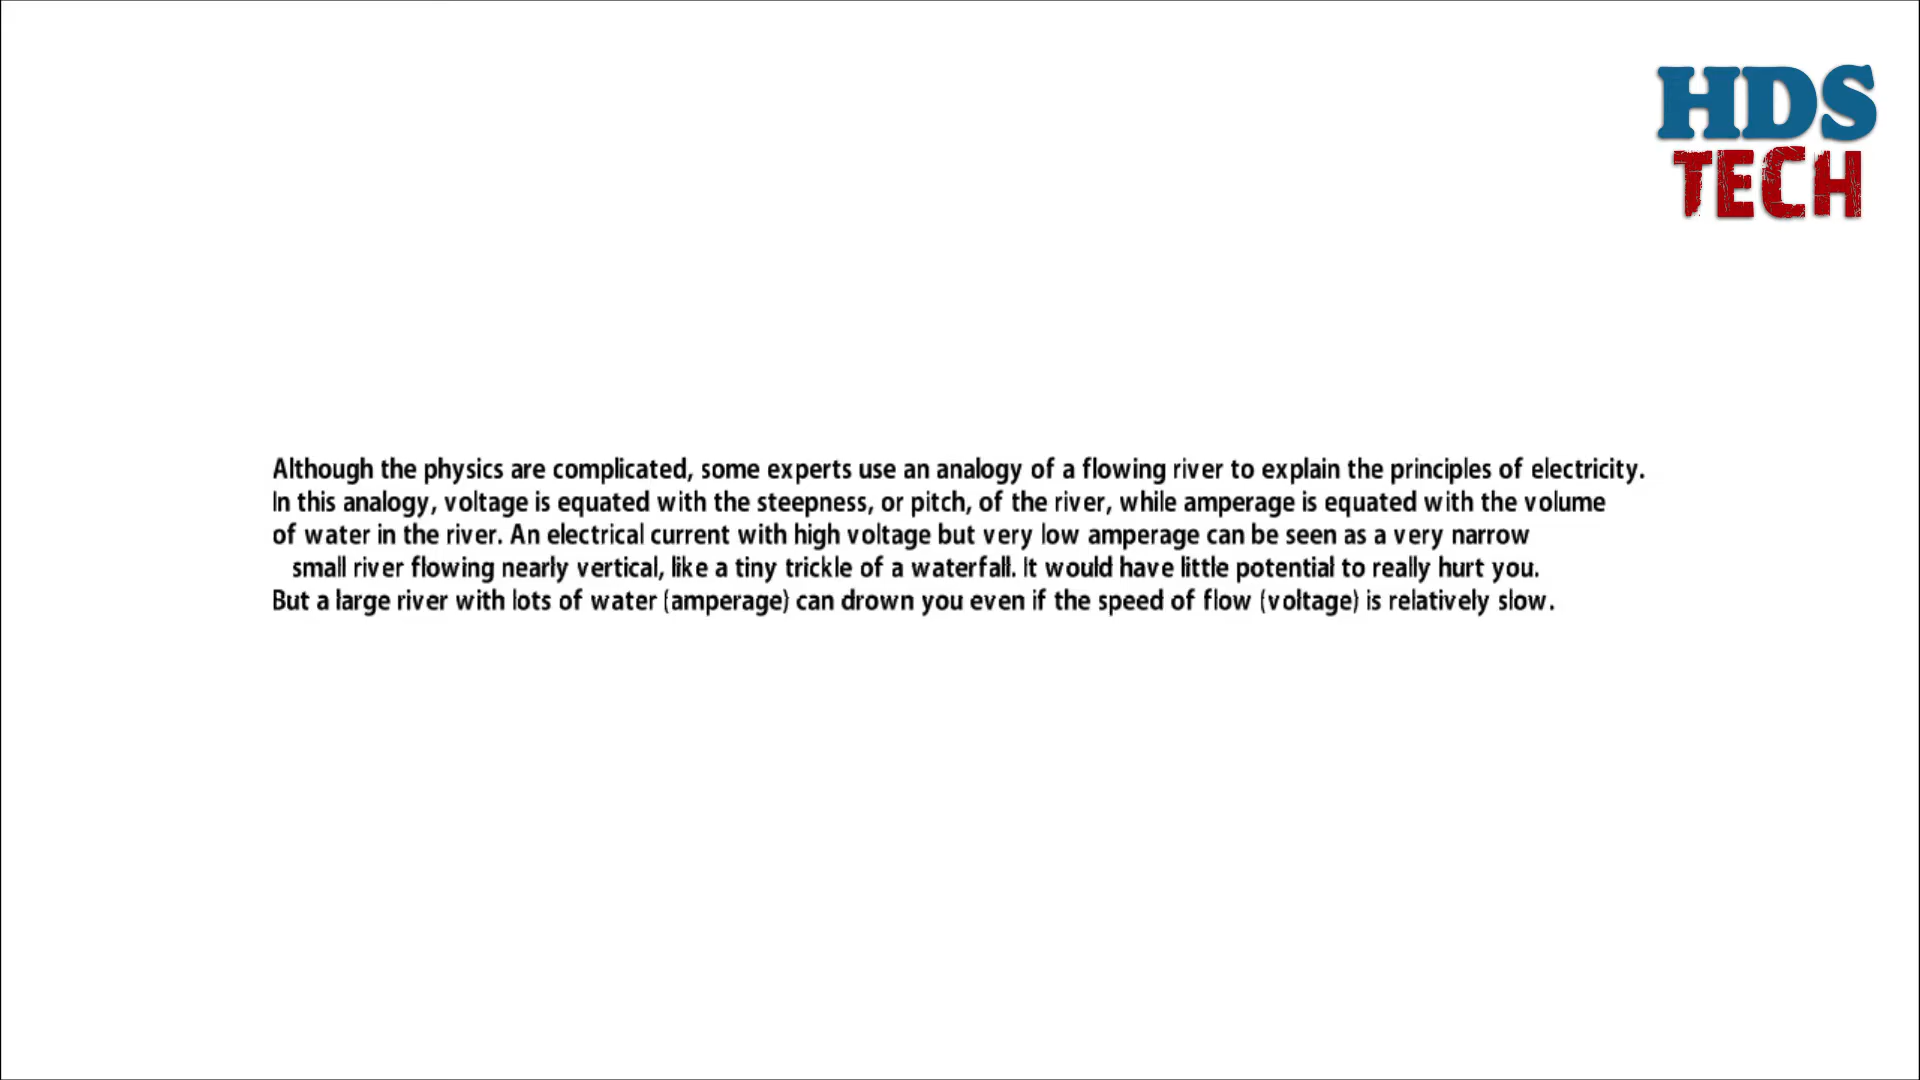 HDS
TECH
Although the physics are complicated, some experts use an analogy of a flowing river to explain the principles of electricity.
In this analogy, voltage is equated with the steepness, or pitch, of the river, while amperage is equated with the volume
of water in the river. An electrical current with high voltage but very low amperage can be seen as a very narrow
small river flowing nearly vertical, like a tiny trickle of a waterfall. It would have little potential to really hurt you.
But a large river with lots of water (amperage) can drown you even if the speed of flow (voltage) is relatively slow.